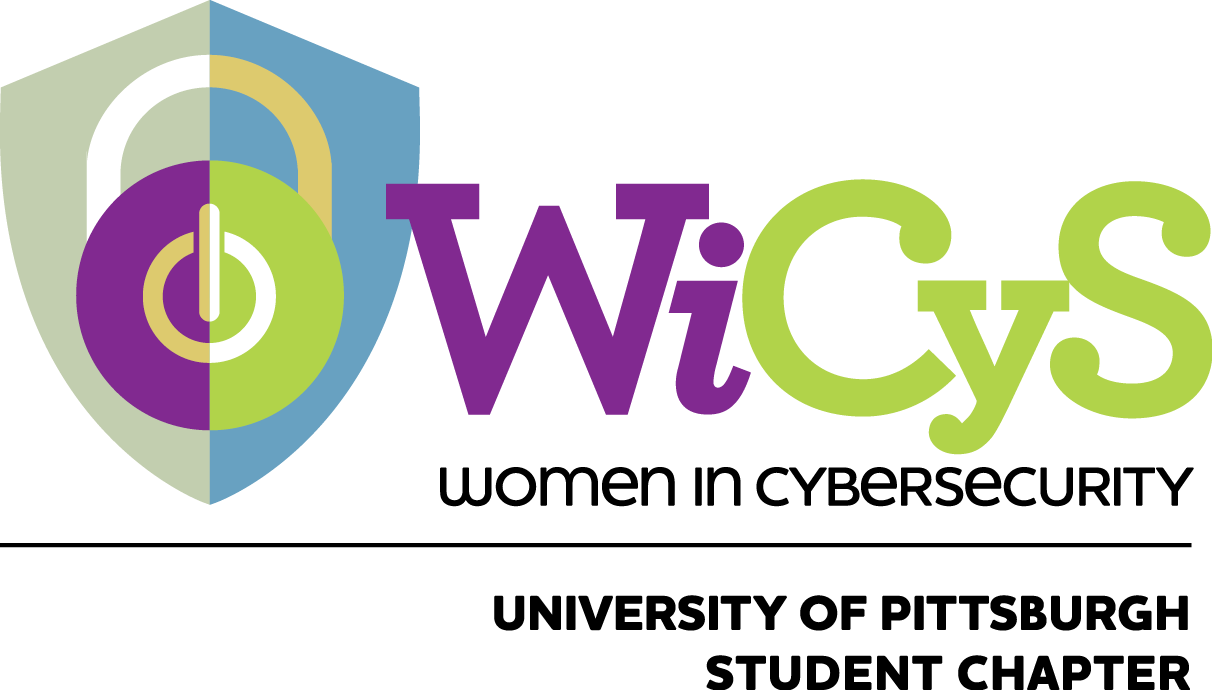 WiCyS
women in CYBeRSeCURITY
UNIVERSITY OF PITTSBURGH
STUDENT CHAPTER